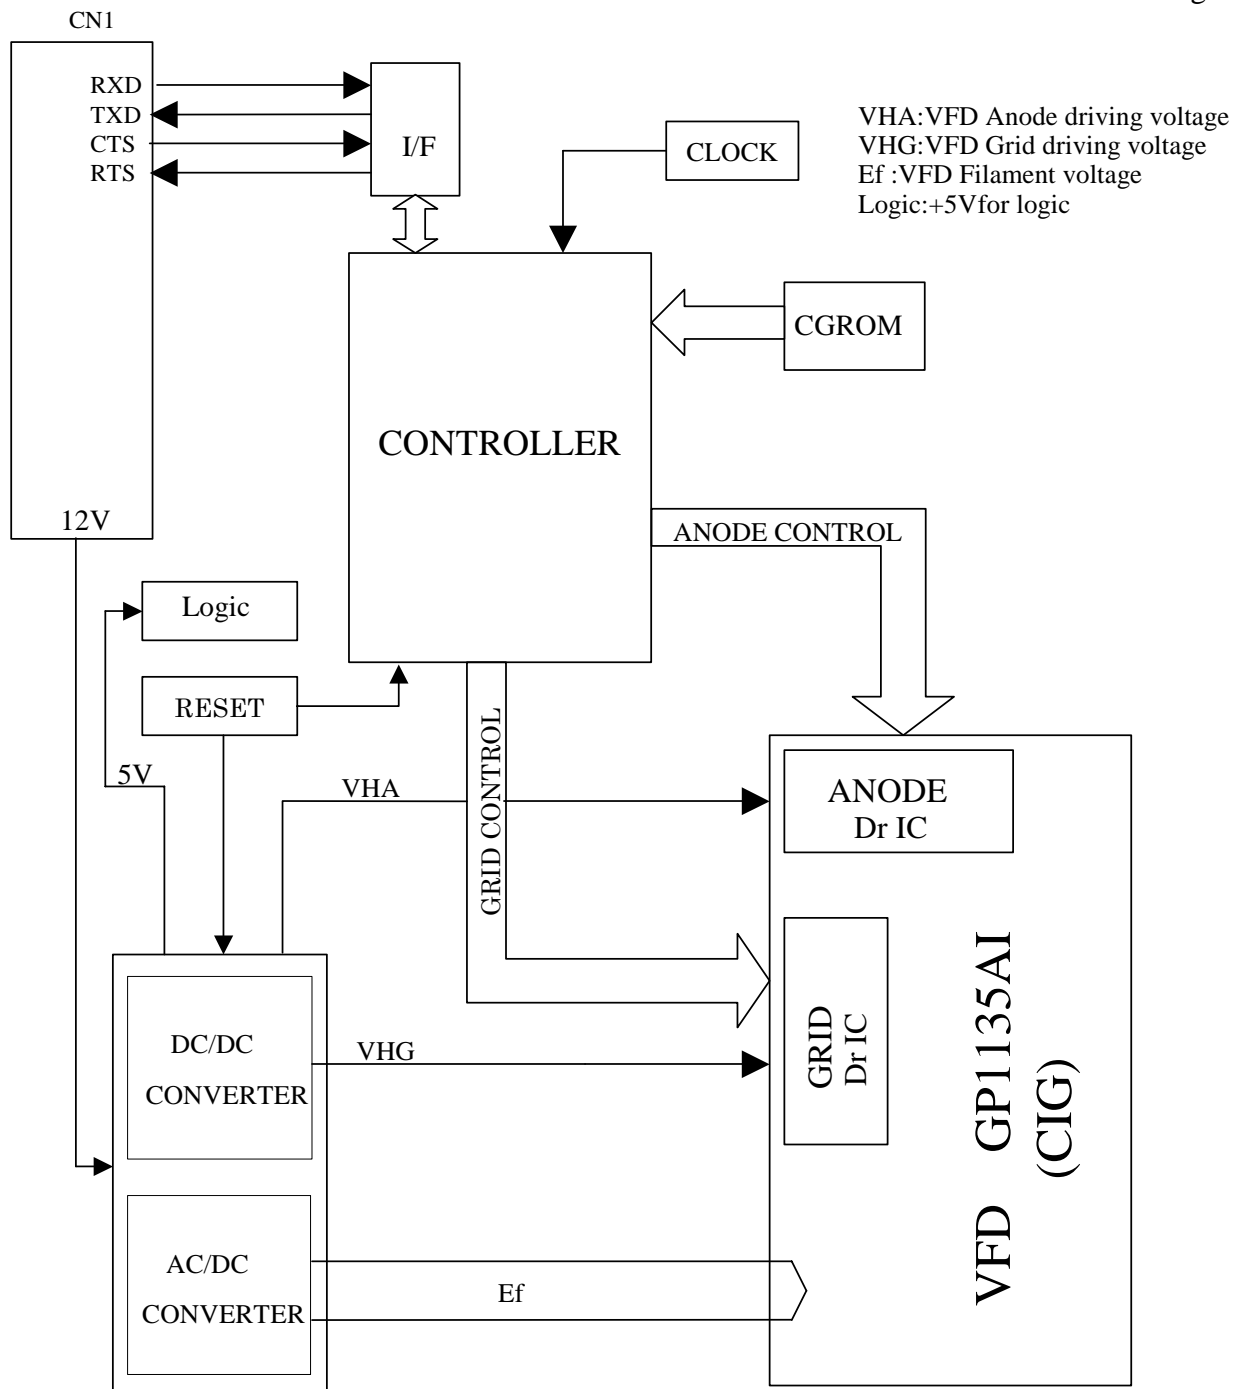 CN1
RXD
TXD
CTS
RTS
I/F
CLOCK
VHA:VFD Anode driving voltage
VHG:VFD Grid driving voltage
Ef :VFD Filament voltage
Logic:+5Vfor logic
CGROM
CONTROLLER
12V
ANODE CONTROL
Logic
RESET
5V
VHA
GRID CONTROL
ANODE
Dr IC
DC/DC
CONVERTER
VHG
GRID
Dr IC
VFD GP1135AI
(CIG)
AC/DC
CONVERTER
Ef